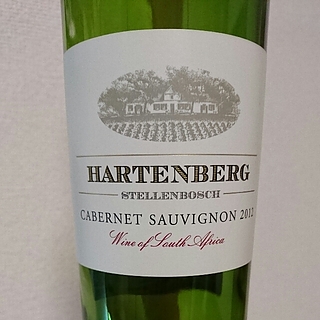 HARTENBERG
STELLENBOSCH
CABERNET SAUVIGNON 2012
Wine of South Africa